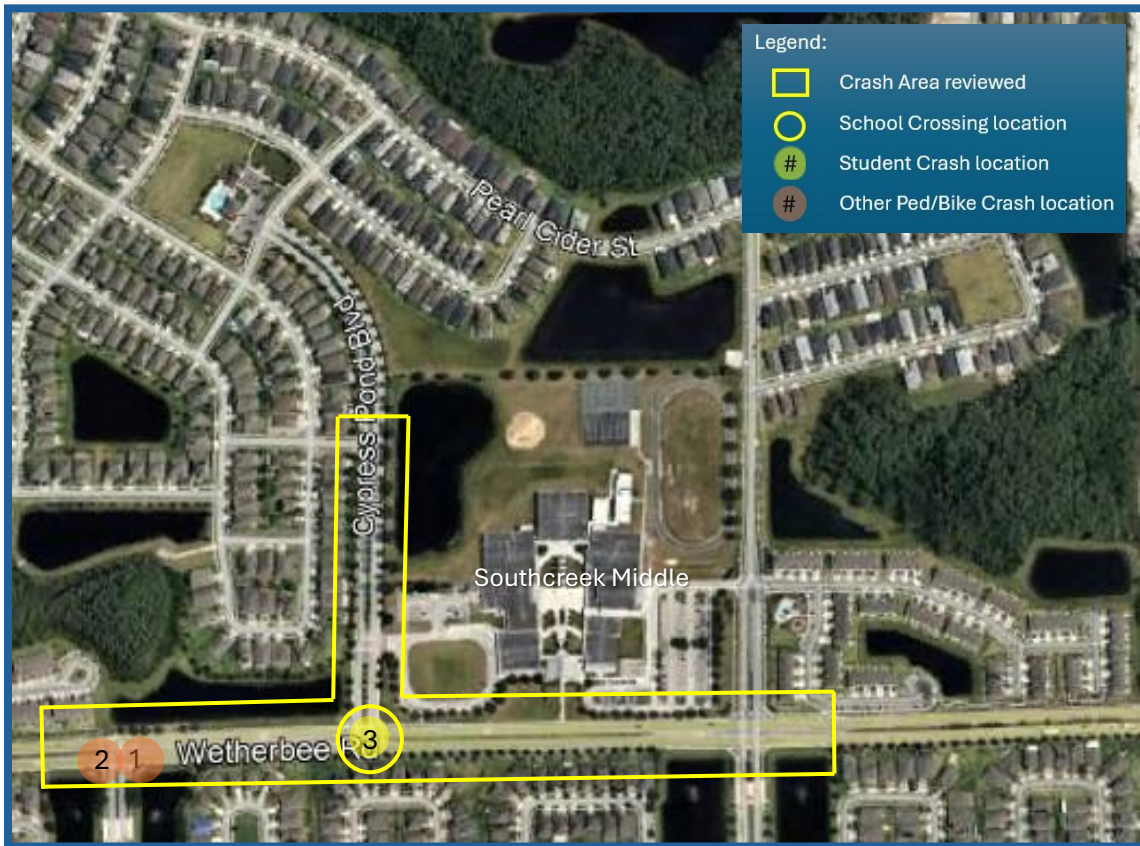 Legend:
Crash Area reviewed
School Crossing location
# Student Crash location
# Other Ped/Bike Crash location
Pearl Cider St
Cypress Pond Blvd
Southcreek Middle
3
2 1 Wetherbee Rd